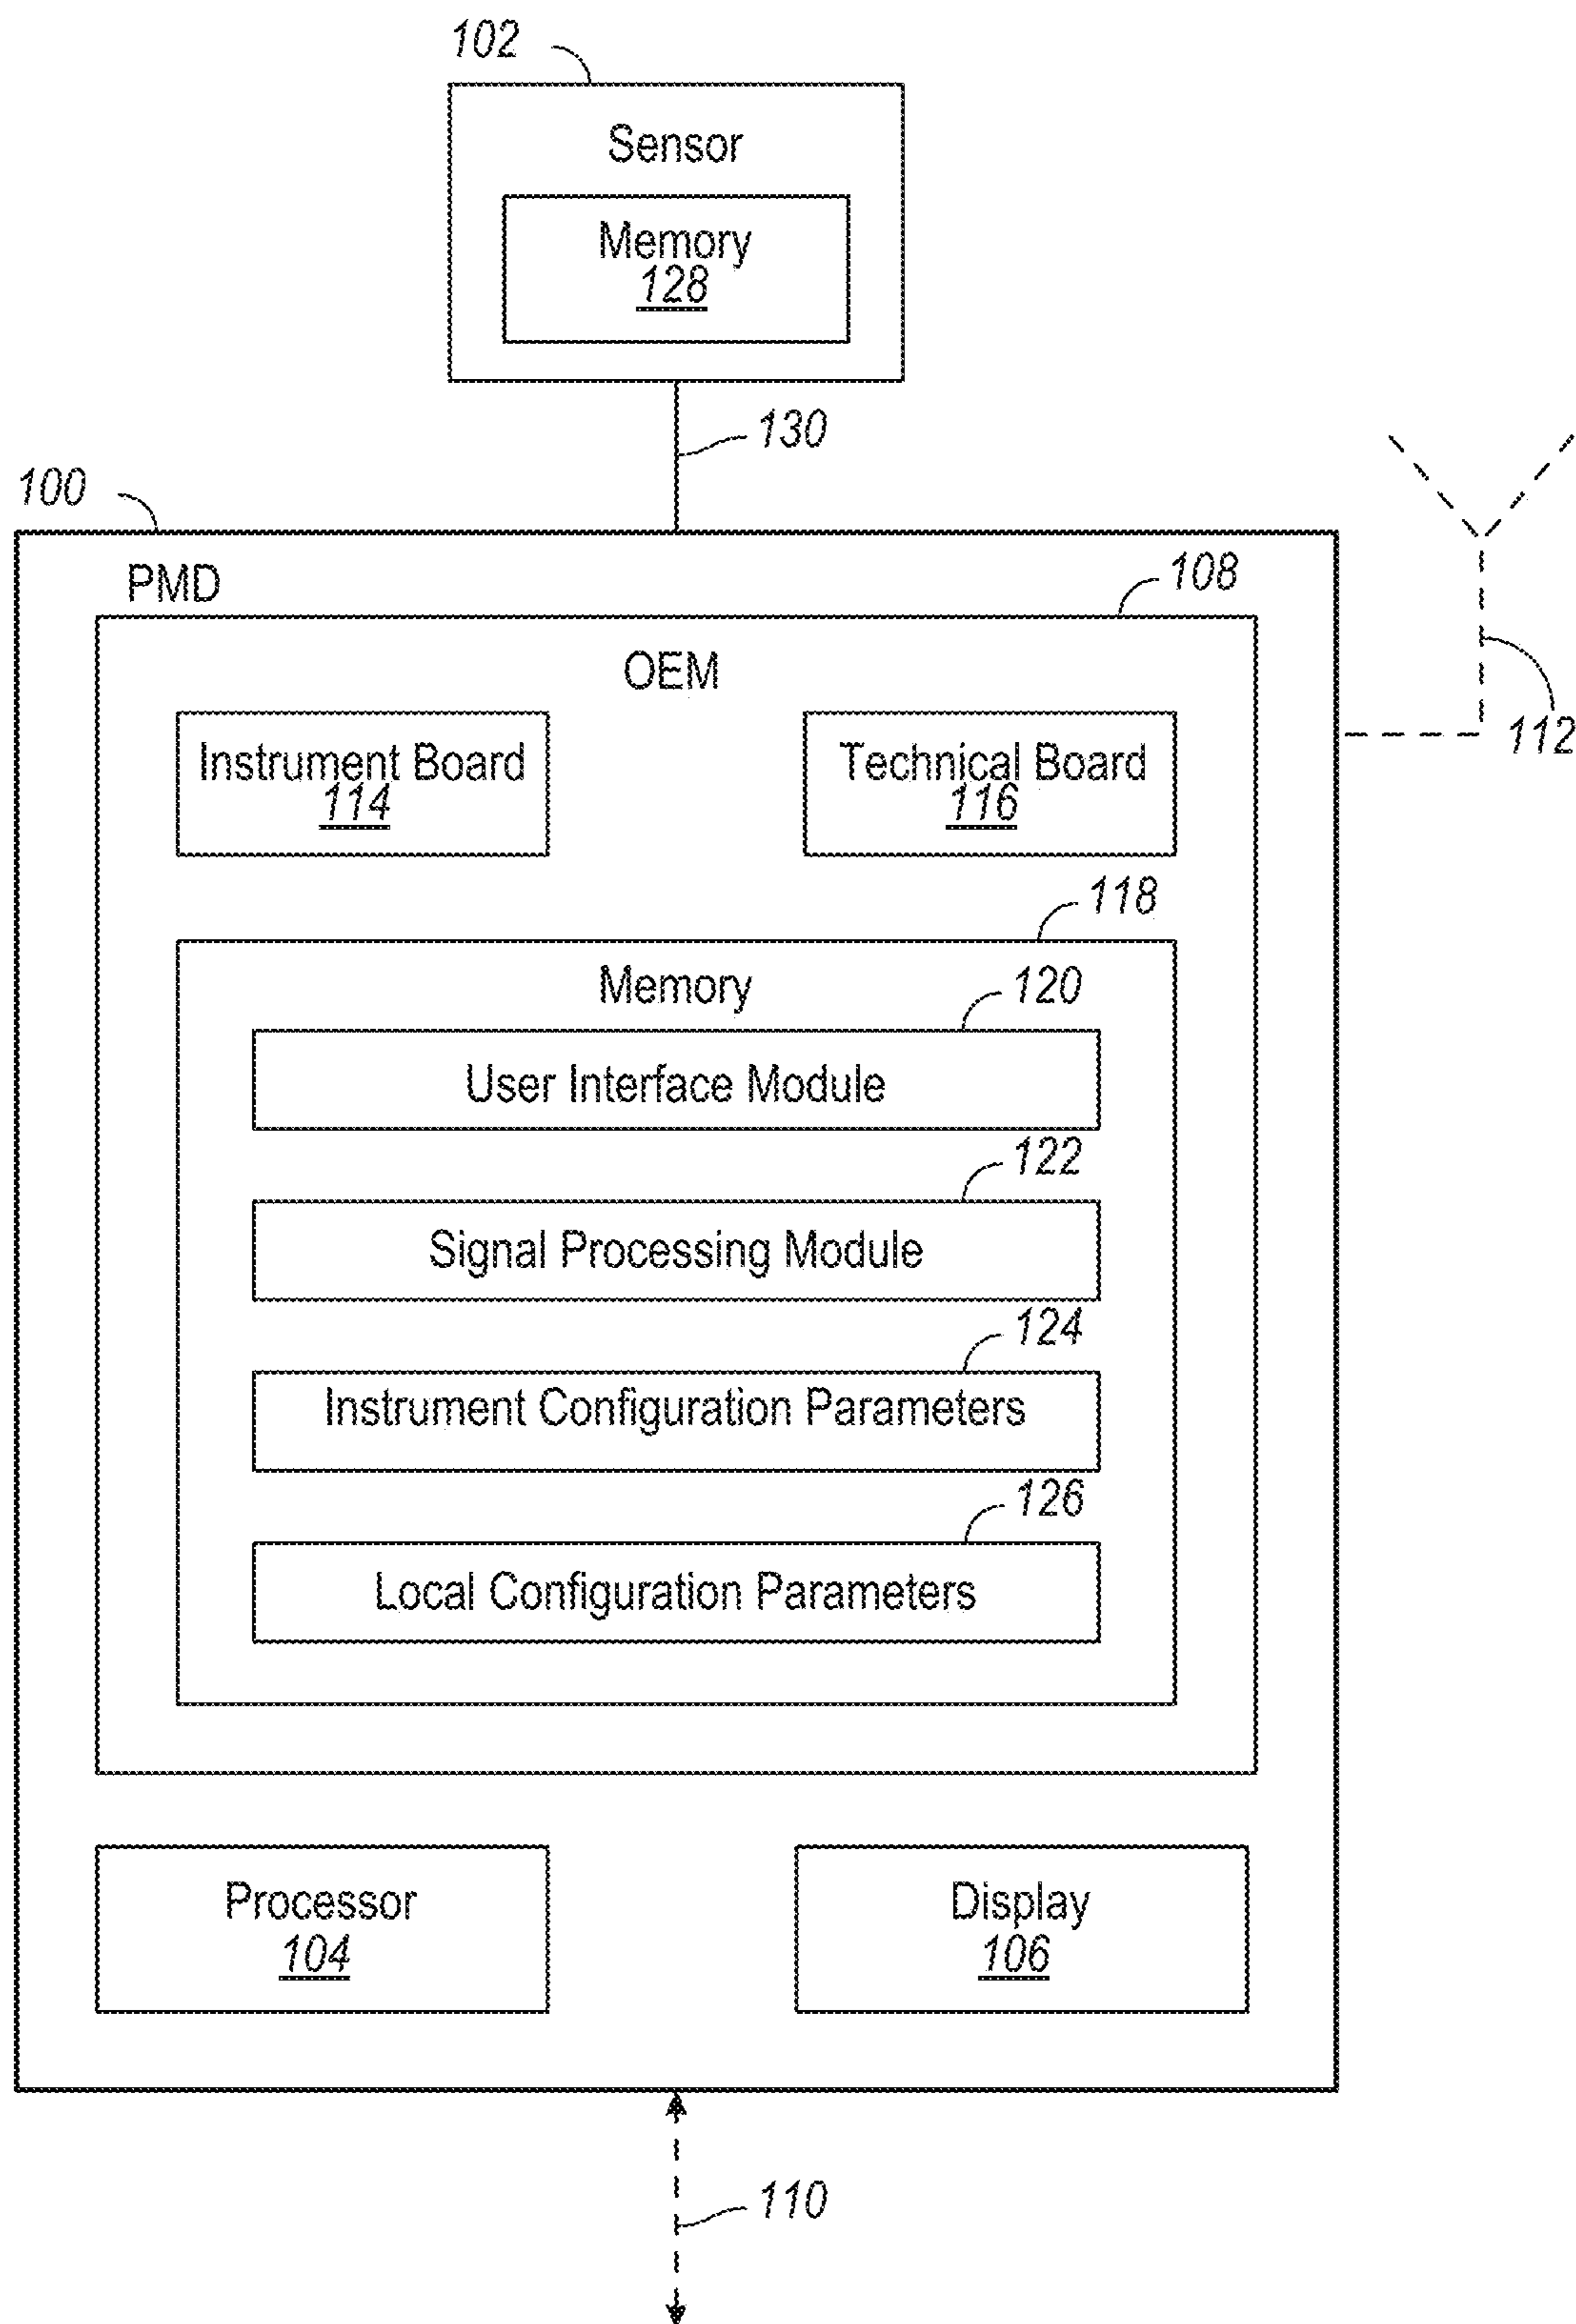 102
Sensor
Memory
128
130
100
PMD
108
OEM
Instrument Board
114
Technical Board
116
112
118
Memory
120
User Interface Module
122
Signal Processing Module
124
Instrument Configuration Parameters
126
Local Configuration Parameters
Processor
104
Display
106
110